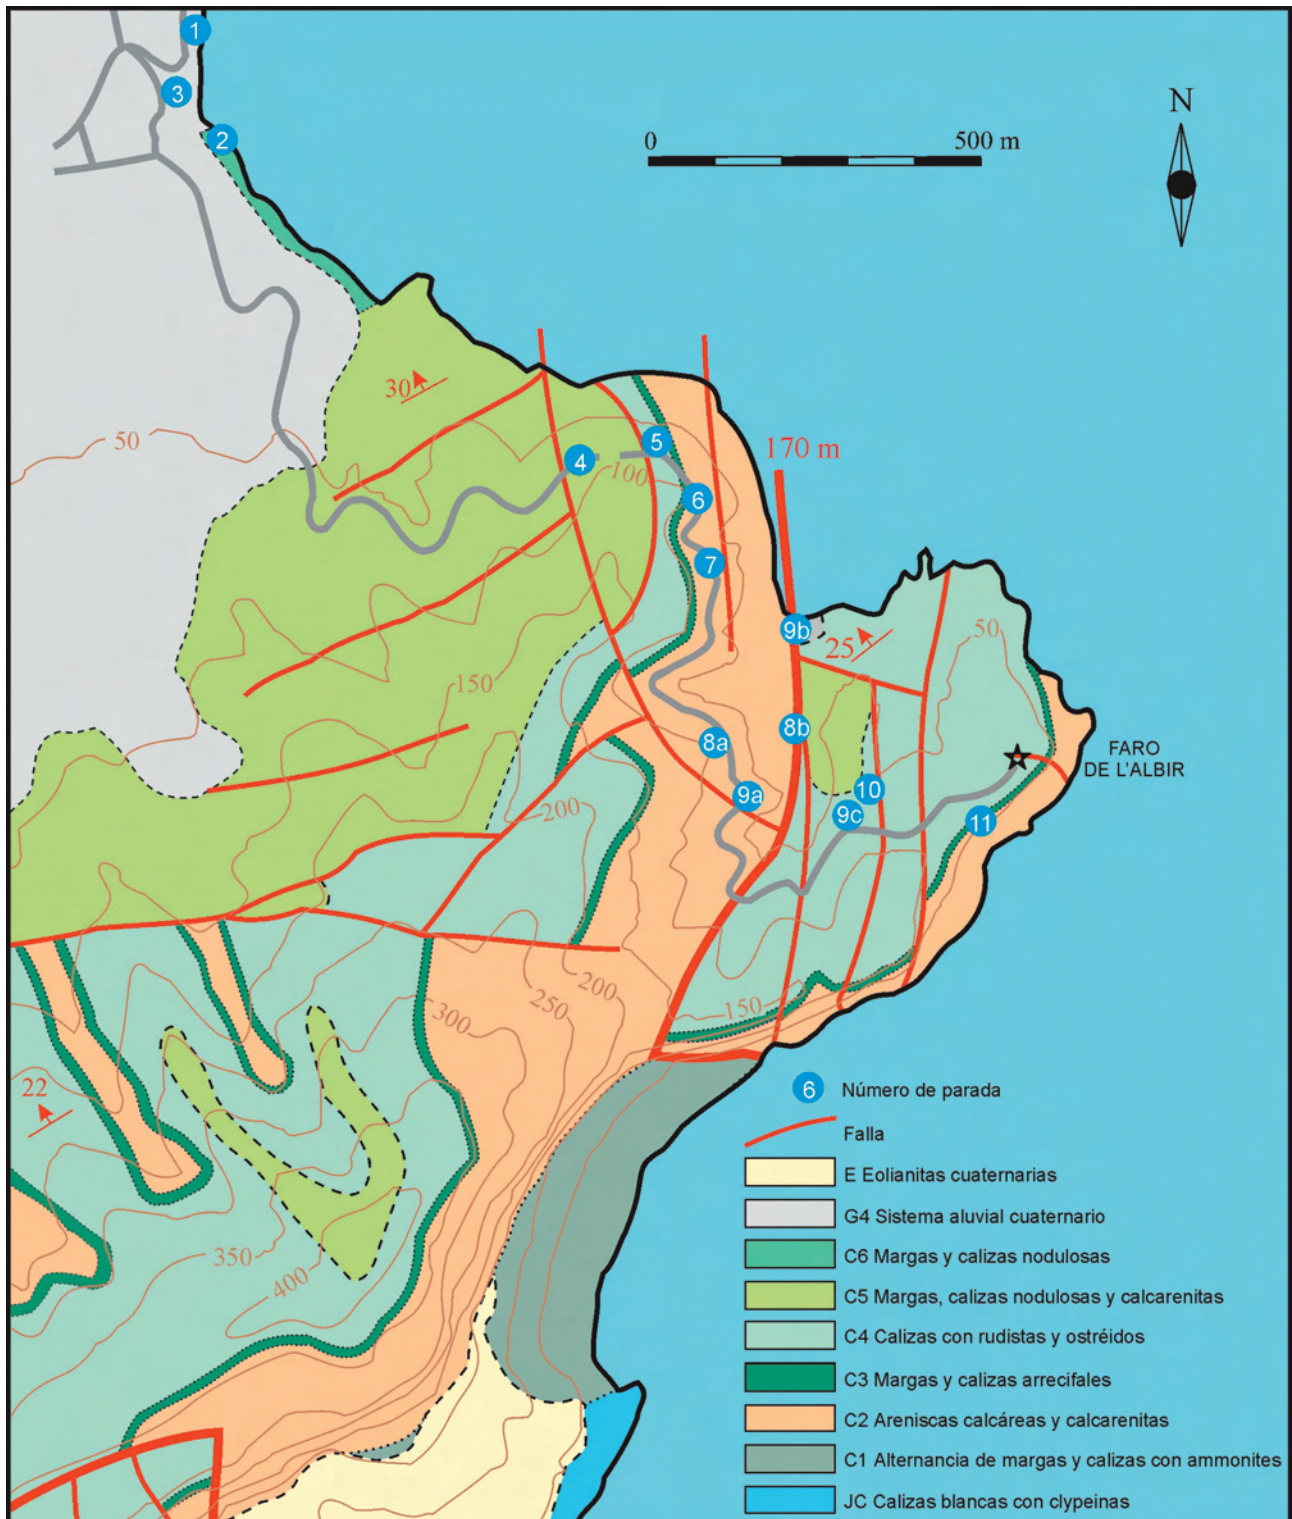 1
N
3
0
500 m
2
30
50
170 m
5
4
100
6
7
9b
25
50
150
8b
8a
FARO
DE L'ALBIR
10
9a
200
9c
11
200
250
150
300
22
6
Número de parada
Falla
E Eolianitas cuaternarias
G4 Sistema aluvial cuaternario
350
C6 Margas y calizas nodulosas
400
C5 Margas, calizas nodulosas y calcarenitas
C4 Calizas con rudistas y ostréidos
C3 Margas y calizas arrecifales
C2 Areniscas calcáreas y calcarenitas
C1 Alternancia de margas y calizas con ammonites
JC Calizas blancas con clypeinas